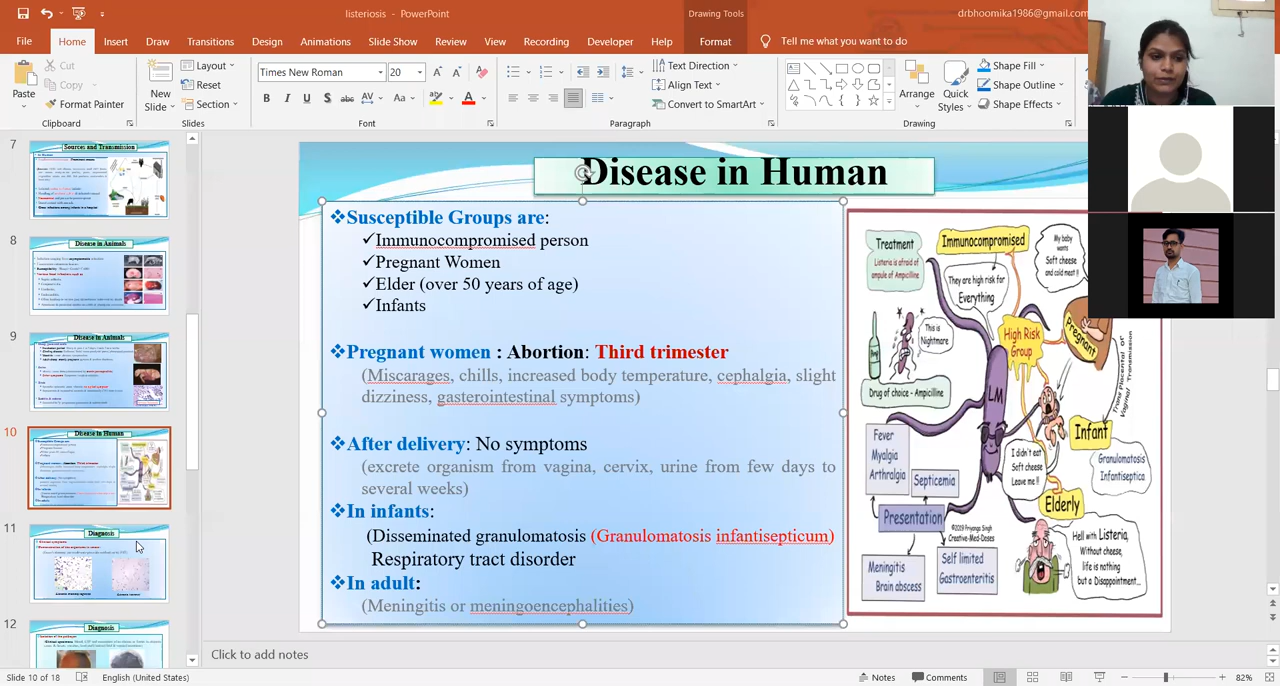 listeriosis - PowerPoint
Drawing Tools
drbhoomika1986@gmail.com
File Home Insert Draw Transitions Design Slide Show Animations Review View Recording Developer Help Format Tell me what you want to do
Paste
Cut
Copy
Format Painter
Clipboard
New
Slide
Layout
Reset
Section
Slides
Times New Roman 20
Font
Text Direction
Align Text
Convert to SmartArt
Paragraph
Arrange
Quick
Styles
Shape Fill
Shape Outline
Shape Effects
Drawing
7
Sources and Transmission
8
Disease in Animals
9
Disease in Animals
10
Disease in Human
11
Diagnosis
12
Diagnosis
Disease in Human
❖Susceptible Groups are:
✓Immunocompromised person
✓Pregnant Women
✓Elder (over 50 years of age)
✓Infants
❖Pregnant women : Abortion: Third trimester
(Miscarages, chills, increased body temperature, cephalgia, slight
dizziness, gasterointestinal symptoms)
❖After delivery: No symptoms
(excrete organism from vagina, cervix, urine from few days to
several weeks)
❖In infants:
(Disseminated granulomatosis (Granulomatosis infantisepticum)
Respiratory tract disorder
❖In adult:
(Meningitis or meningoencephalities)
Treatment
Listeria is afraid of
ampule of Ampicilline
Immunocompromised
They are high risk for
Everything
My baby
wants
Soft cheese
and cold meat !!
This is
Nightmare
High Risk
Group
Pregnant
Trans Placental or
Vaginal Transmission
Drug of choice - Ampicilline
LM
Infant
Granulomatosis
Infantiseptica
I didn't eat
Soft cheese
Leave me !!
Fever
Myalgia
Arthralgia
Septicemia
Presentation
Elderly
©2019 Priyanga Singh
Creative-Med-Doses
Meningitis
Brain abscess
Self limited
Gastroenteritis
Hell with Listeria,
Without cheese,
life is nothing
but a Disappointment...
Click to add notes
Slide 10 of 18 English (United States) Notes Comments 82%